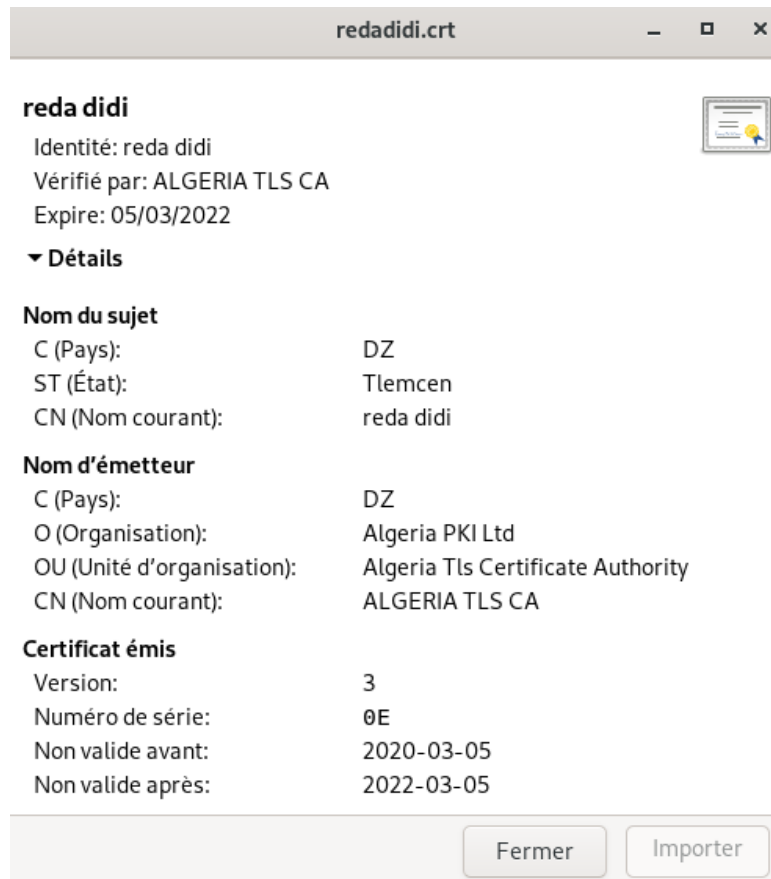 redadidi.crt
reda didi
Identité: reda didi
Vérifié par: ALGERIA TLS CA
Expire: 05/03/2022
Détails
Nom du sujet
C (Pays): DZ
ST (État): Tlemcen
CN (Nom courant): reda didi
Nom d’émetteur
C (Pays): DZ
O (Organisation): Algeria PKI Ltd
OU (Unité d’organisation): Algeria Tls Certificate Authority
CN (Nom courant): ALGERIA TLS CA
Certificat émis
Version: 3
Numéro de série: 0E
Non valide avant: 2020-03-05
Non valide après: 2022-03-05
Fermer Importer